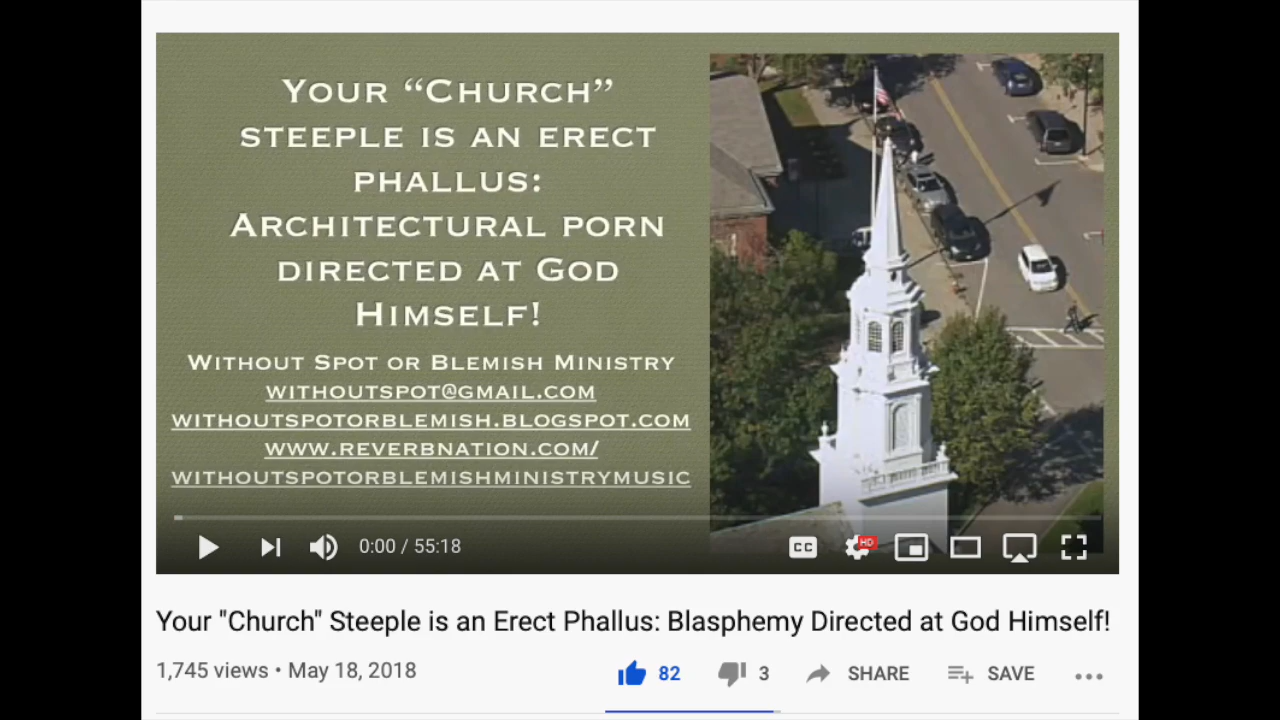 Your “Church”
steeple is an erect
phallus:
Architectural porn
directed at God
Himself!
Without Spot or Blemish Ministry
withoutspot@gmail.com
withoutspotorblemish.blogspot.com
www.reverbnation.com/
withoutspotorblemishministrymusic
0:00 / 55:18
CC
HD
Your "Church" Steeple is an Erect Phallus: Blasphemy Directed at God Himself!
1,745 views • May 18, 2018
82
3
SHARE
SAVE